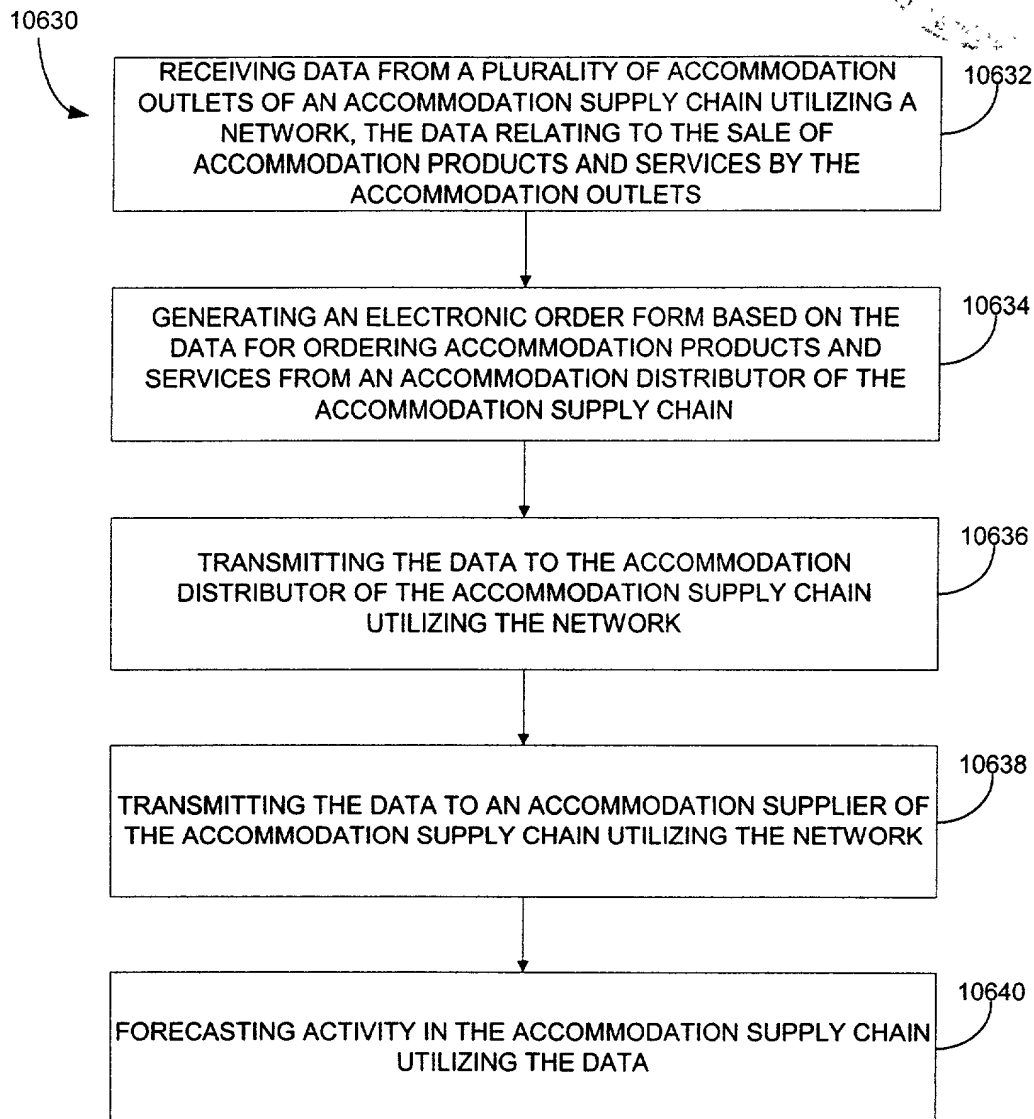 10630
RECEIVING DATA FROM A PLURALITY OF ACCOMMODATION
OUTLETS OF AN ACCOMMODATION SUPPLY CHAIN UTILIZING A
NETWORK, THE DATA RELATING TO THE SALE OF
ACCOMMODATION PRODUCTS AND SERVICES BY THE
ACCOMMODATION OUTLETS
10632
GENERATING AN ELECTRONIC ORDER FORM BASED ON THE
DATA FOR ORDERING ACCOMMODATION PRODUCTS AND
SERVICES FROM AN ACCOMMODATION DISTRIBUTOR OF THE
ACCOMMODATION SUPPLY CHAIN
10634
TRANSMITTING THE DATA TO THE ACCOMMODATION
DISTRIBUTOR OF THE ACCOMMODATION SUPPLY CHAIN
UTILIZING THE NETWORK
10636
TRANSMITTING THE DATA TO AN ACCOMMODATION SUPPLIER OF
THE ACCOMMODATION SUPPLY CHAIN UTILIZING THE NETWORK
10638
FORECASTING ACTIVITY IN THE ACCOMMODATION SUPPLY CHAIN
UTILIZING THE DATA
10640